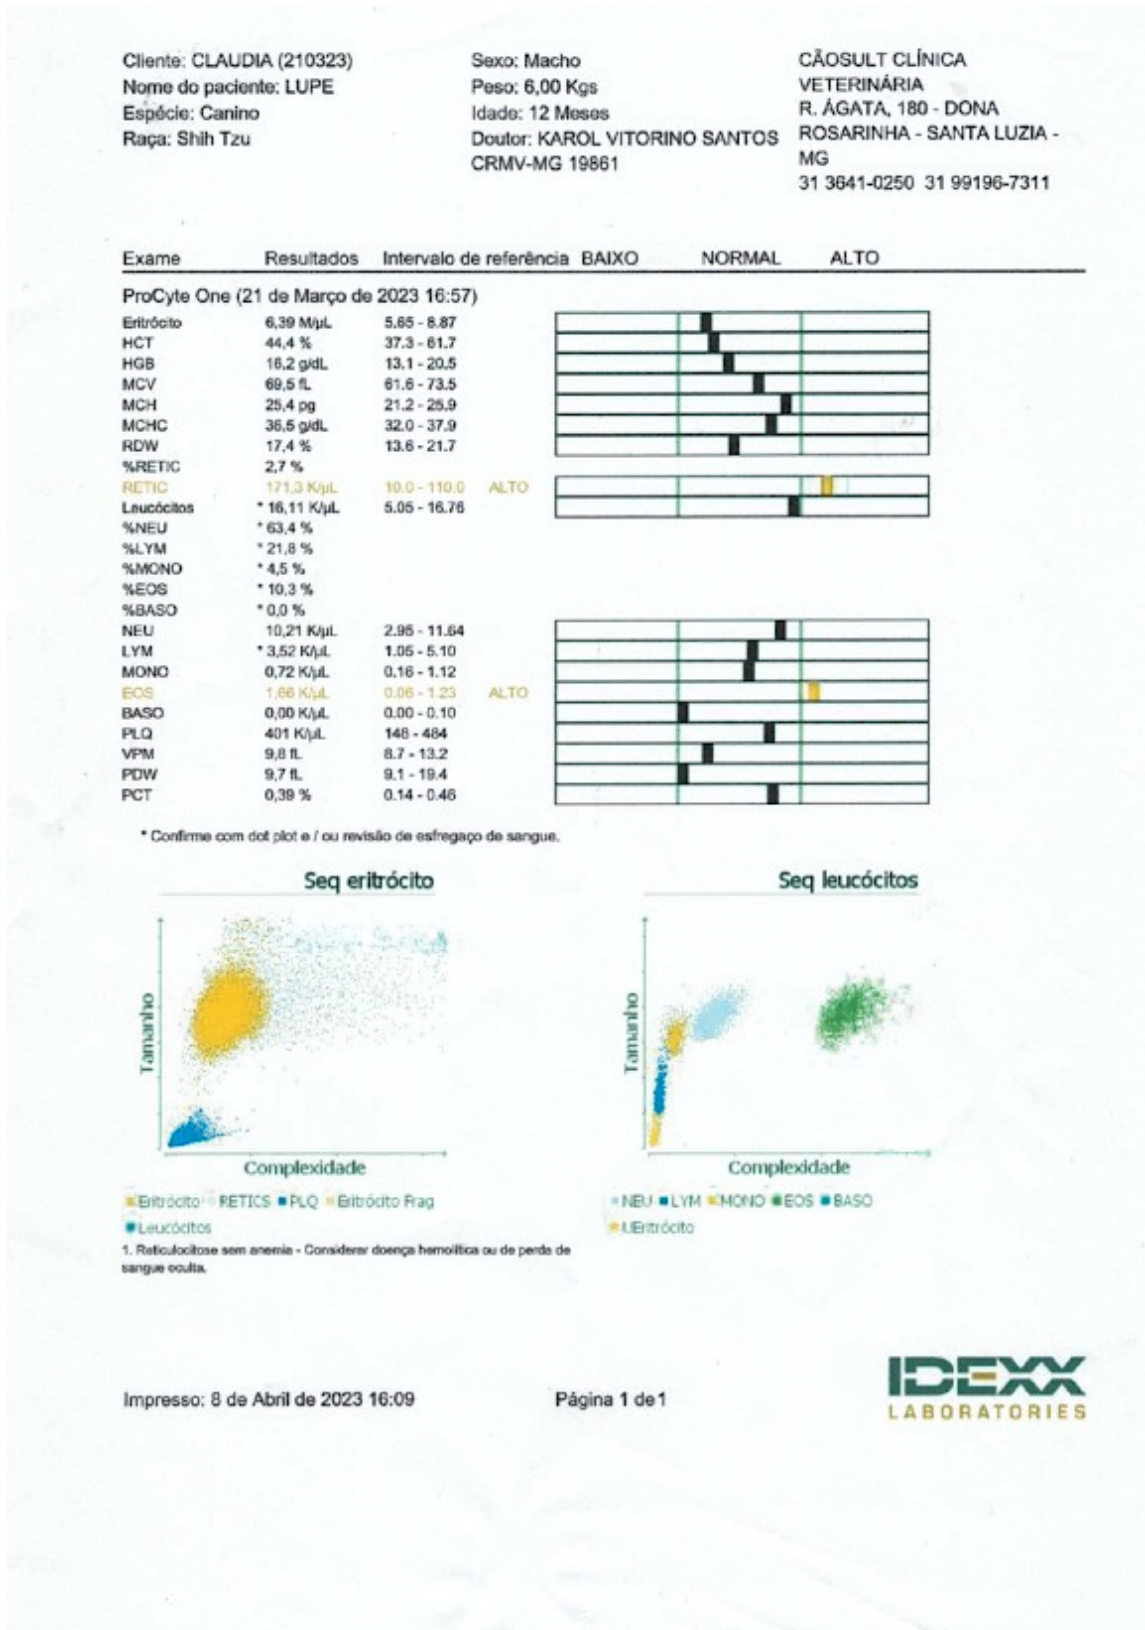 Cliente: CLAUDIA (210323)
Nome do paciente: LUPE
Espécie: Canino
Raça: Shih Tzu
Sexo: Macho
Peso: 6,00 Kgs
Idade: 12 Meses
Doutor: KAROL VITORINO SANTOS
CRMV-MG 19861
CÃOSULT CLÍNICA
VETERINÁRIA
R. ÁGATA, 180 - DONA
ROSARINHA - SANTA LUZIA -
MG
31 3641-0250 31 99196-7311
Exame Resultados Intervalo de referência BAIXO NORMAL ALTO
ProCyte One (21 de Março de 2023 16:57)
Eritrócito 6,39 M/µL 5.65 - 8.87
HCT 44,4 % 37.3 - 61.7
HGB 16,2 g/dL 13.1 - 20.5
MCV 69,5 fL 61.6 - 73.5
MCH 25,4 pg 21.2 - 25.9
MCHC 36,5 g/dL 32.0 - 37.9
RDW 17,4 % 13.6 - 21.7
%RETIC 2,7 %
RETIC 171,3 K/µL 10.0 - 110.0 ALTO
Leucócitos * 16,11 K/µL 5.05 - 16.76
%NEU * 63,4 %
%LYM * 21,8 %
%MONO * 4,5 %
%EOS * 10,3 %
%BASO * 0,0 %
NEU 10,21 K/µL 2.95 - 11.64
LYM * 3,52 K/µL 1.05 - 5.10
MONO 0,72 K/µL 0.16 - 1.12
EOS 1,66 K/µL 0.06 - 1.23 ALTO
BASO 0,00 K/µL 0.00 - 0.10
PLQ 401 K/µL 148 - 484
VPM 9,8 fL 8.7 - 13.2
PDW 9,7 fL 9.1 - 19.4
PCT 0,39 % 0.14 - 0.46
* Confirme com dot plot e / ou revisão de esfregaço de sangue.
Seq eritrócito
Tamanho
Complexidade
Eritrócito RETICS PLQ Eritrócito Frag
Leucócitos
Seq leucócitos
Tamanho
Complexidade
NEU LYM MONO EOS BASO
UEritrócito
1. Reticulocitose sem anemia - Considerar doença hemolítica ou de perda de
sangue oculta.
Impresso: 8 de Abril de 2023 16:09 Página 1 de 1
IDEXX
LABORATORIES